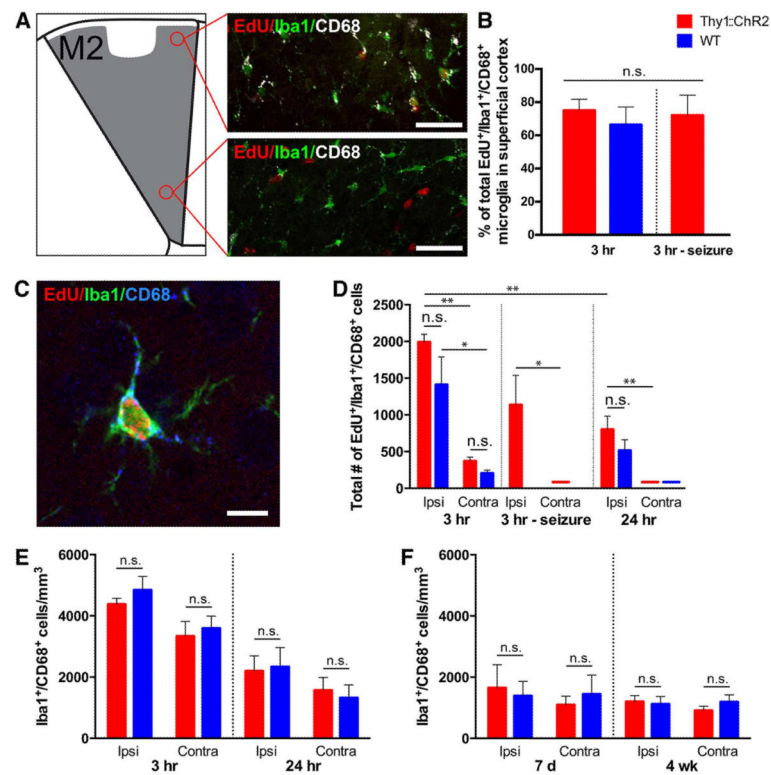 A
M2
EdU/Iba1/CD68
EdU/Iba1/CD68
B
Thy1::ChR2
WT
% of total EdU⁺/Iba1⁺/CD68⁺
microglia in superficial cortex
100
80
60
40
20
0
n.s.
3 hr
3 hr - seizure
C
EdU/Iba1/CD68
D
Total # of EdU⁺/Iba1⁺/CD68⁺ cells
2500
2000
1500
1000
500
0
**
**
n.s.
*
n.s.
*
**
n.s.
Ipsi Contra Ipsi Contra Ipsi Contra
3 hr 3 hr - seizure 24 hr
E
Iba1⁺/CD68⁺ cells/mm³
6000
4000
2000
0
n.s.
n.s.
n.s.
n.s.
Ipsi Contra Ipsi Contra
3 hr 24 hr
F
Iba1⁺/CD68⁺ cells/mm³
6000
4000
2000
0
n.s.
n.s.
n.s.
n.s.
Ipsi Contra Ipsi Contra
7 d 4 wk